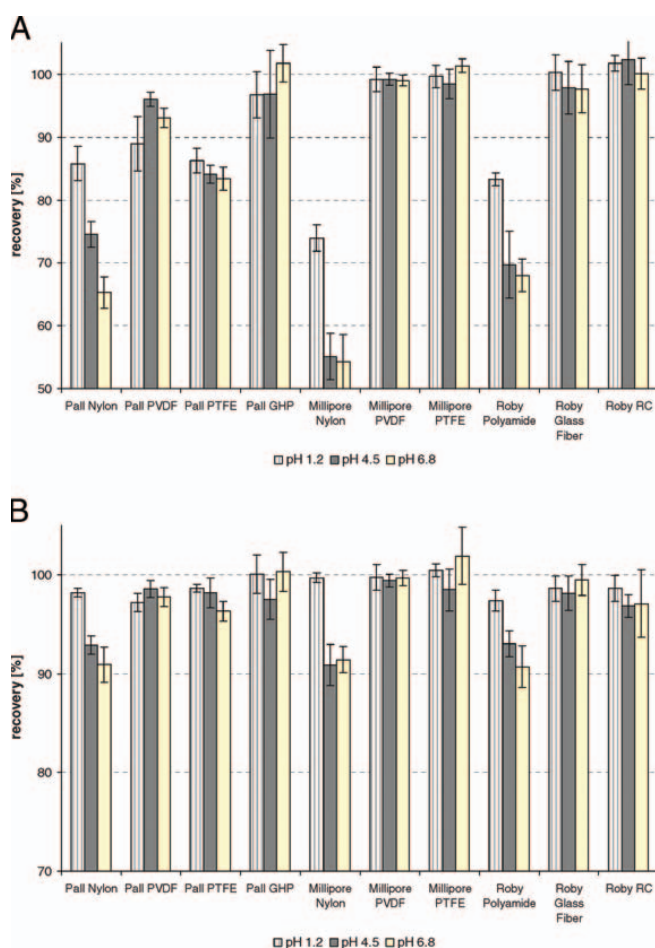 A
100
90
80
70
60
50
recovery [%]
Pall Nylon Pall PVDF Pall PTFE Pall GHP Millipore Nylon Millipore PVDF Millipore PTFE Roby Polyamide Roby Glass Fiber Roby RC
pH 1.2 pH 4.5 pH 6.8
B
100
90
80
70
recovery [%]
Pall Nylon Pall PVDF Pall PTFE Pall GHP Millipore Nylon Millipore PVDF Millipore PTFE Roby Polyamide Roby Glass Fiber Roby RC
pH 1.2 pH 4.5 pH 6.8